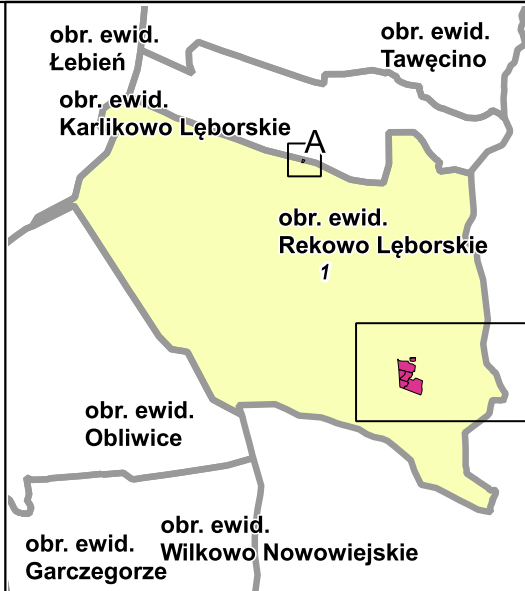 obr. ewid.
Łebień
obr. ewid.
Tawęcino
obr. ewid.
Karlikowo Lęborskie
A
obr. ewid.
Rekowo Lęborskie
1
obr. ewid.
Obliwice
obr. ewid.
Wilkowo Nowowiejskie
obr. ewid.
Garczegorze